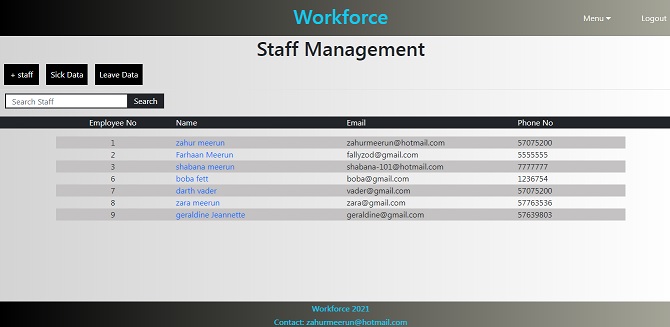 Workforce
Menu Logout
Staff Management
+ staff Sick Data Leave Data
Search Staff Search
Employee No Name Email Phone No
1 zahur meerun zahurmeerun@hotmail.com 57075200
2 Farhaan Meerun fallyzod@gmail.com 5555555
3 shabana meerun shabana-101@hotmail.com 7777777
6 boba fett boba@gmail.com 1236754
7 darth vader vader@gmail.com 57075200
8 zara meerun zara@gmail.com 57763536
9 geraldine Jeannette geraldine@gmail.com 57639803
Workforce 2021
Contact: zahurmeerun@hotmail.com